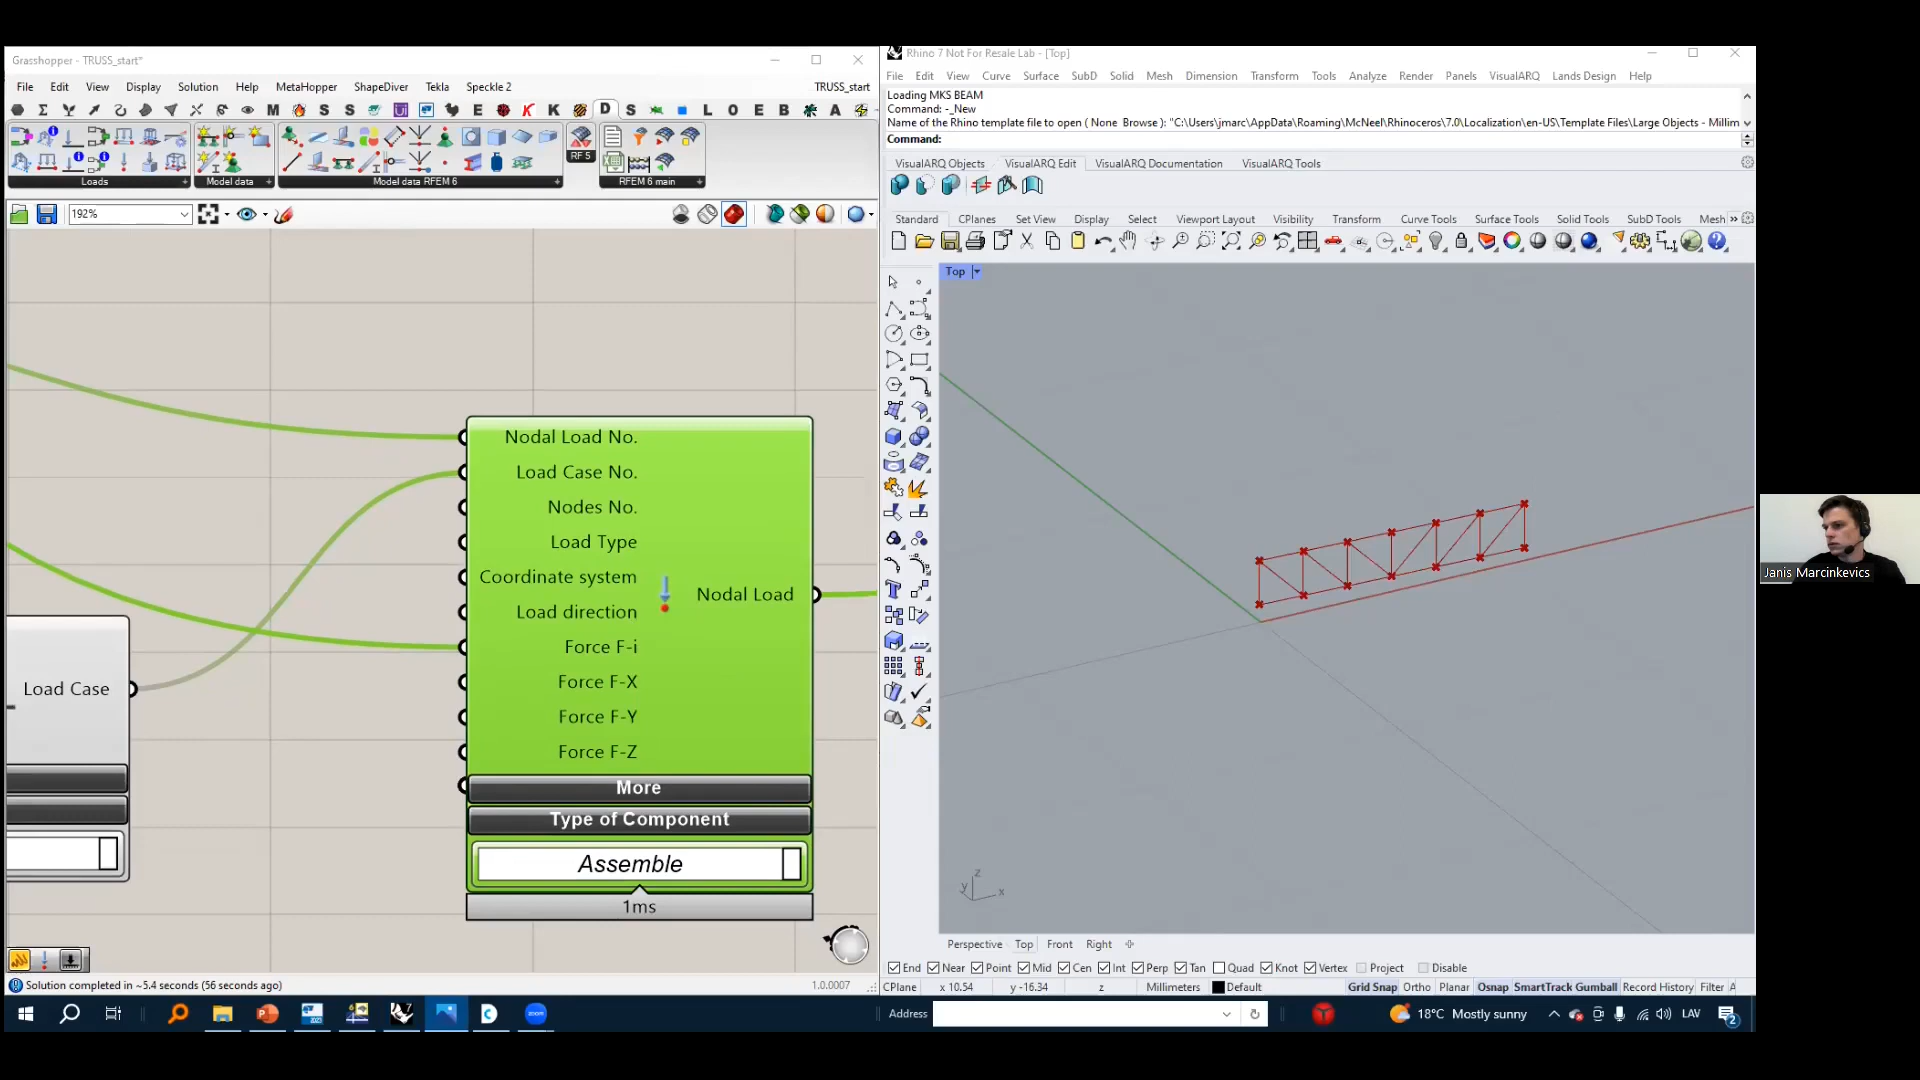 Grasshopper - TRUSS_start*
File Edit View Display Solution Help MetaHopper ShapeDiver Tekla Speckle 2 TRUSS_start
M S S U E K K D S L O E B A
RF 5
Loads Model data Model data RFEM 6 RFEM 6 main
192%
Load Case
Nodal Load No.
Load Case No.
Nodes No.
Load Type
Coordinate system
Load direction
Force F-i
Force F-X
Force F-Y
Force F-Z
Nodal Load
More
Type of Component
Assemble
1ms
Solution completed in ~5.4 seconds (56 seconds ago)
1.0.0007
Rhino 7 Not For Resale Lab - [Top]
File Edit View Curve Surface SubD Solid Mesh Dimension Transform Tools Analyze Render Panels VisualARQ Lands Design Help
Loading MKS BEAM
Command: -_New
Name of the Rhino template file to open ( None Browse ): "C:\Users\jmarc\AppData\Roaming\McNeel\Rhinoceros\7.0\Localization\en-US\Template Files\Large Objects - Millim
Command:
VisualARQ Objects VisualARQ Edit VisualARQ Documentation VisualARQ Tools
Standard CPlanes Set View Display Select Viewport Layout Visibility Transform Curve Tools Surface Tools Solid Tools SubD Tools Mesh »
Top
z
y x
Perspective Top Front Right
End Near Point Mid Cen Int Perp Tan Quad Knot Vertex Project Disable
CPlane x 10.54 y -16.34 z Millimeters Default Grid Snap Ortho Planar Osnap SmartTrack Gumball Record History Filter A
zoom
Address
18°C Mostly sunny
LAV
2
Janis Marcinkevics